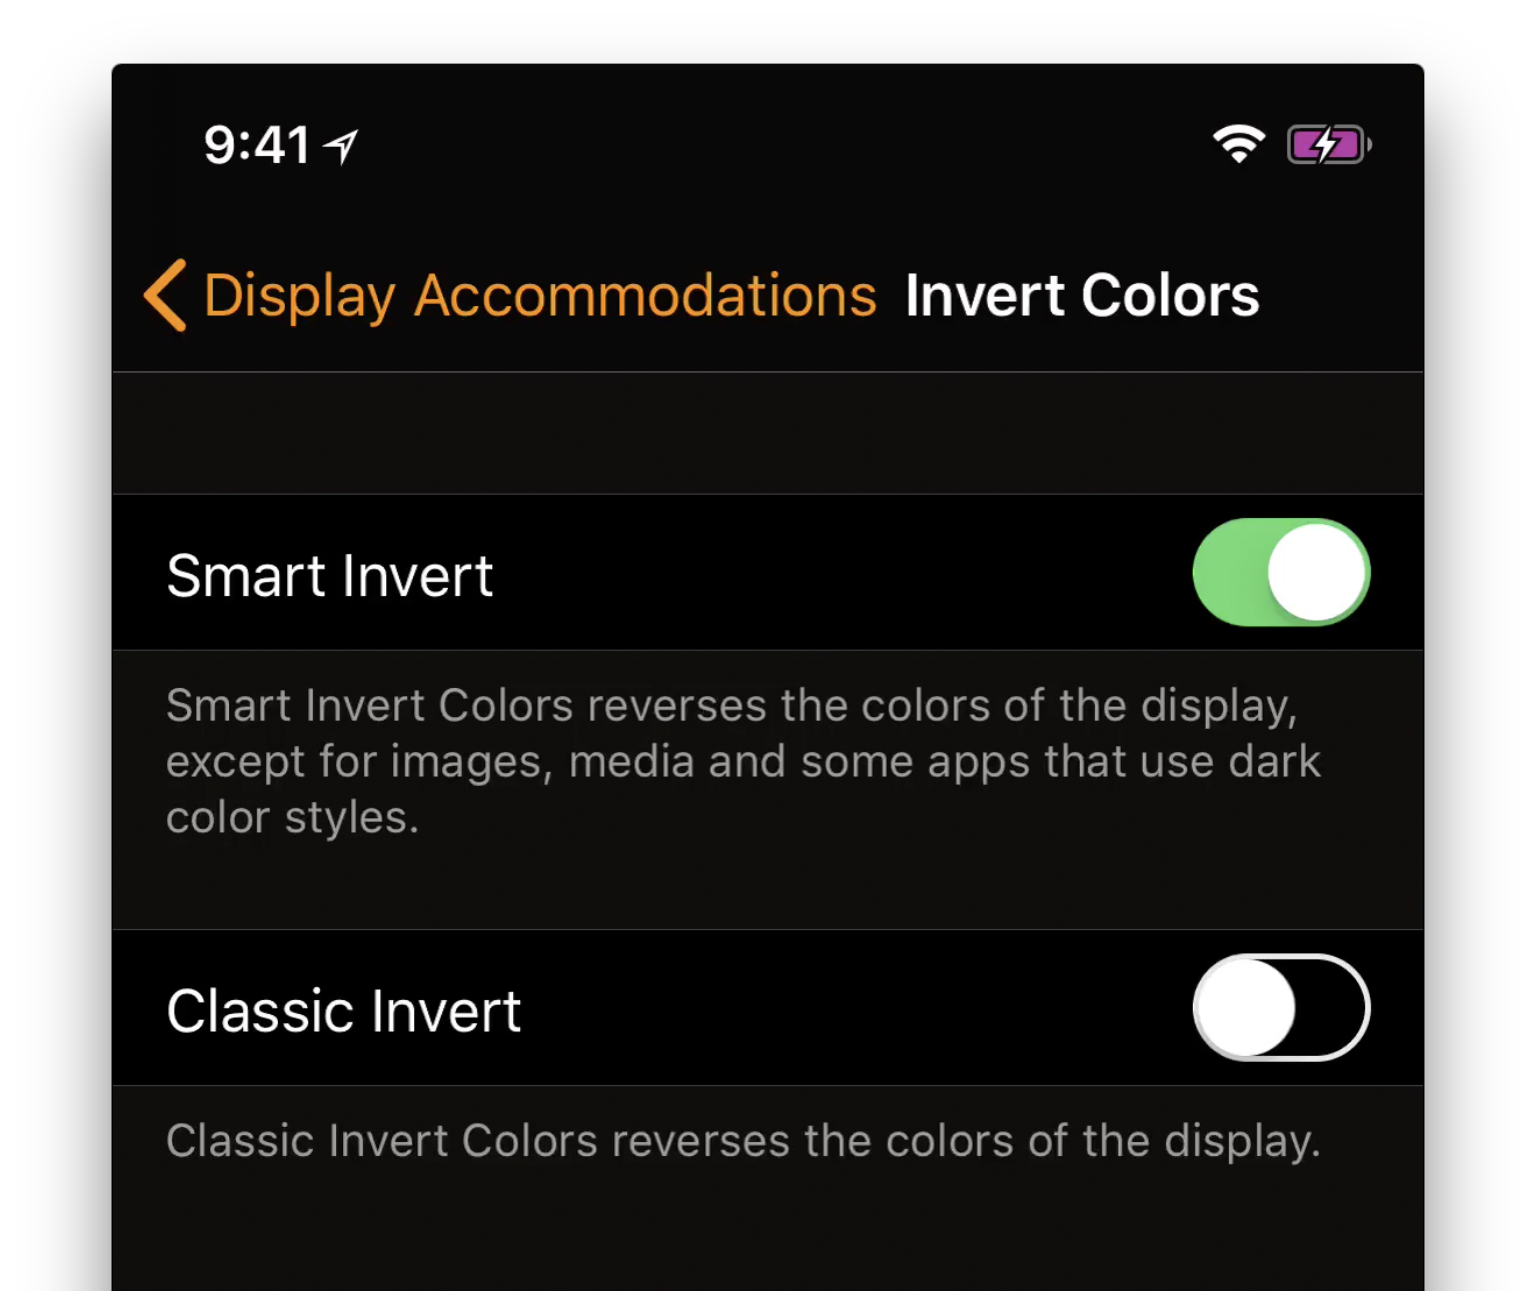 9:41
Display Accommodations Invert Colors
Smart Invert
Smart Invert Colors reverses the colors of the display,
except for images, media and some apps that use dark
color styles.
Classic Invert
Classic Invert Colors reverses the colors of the display.